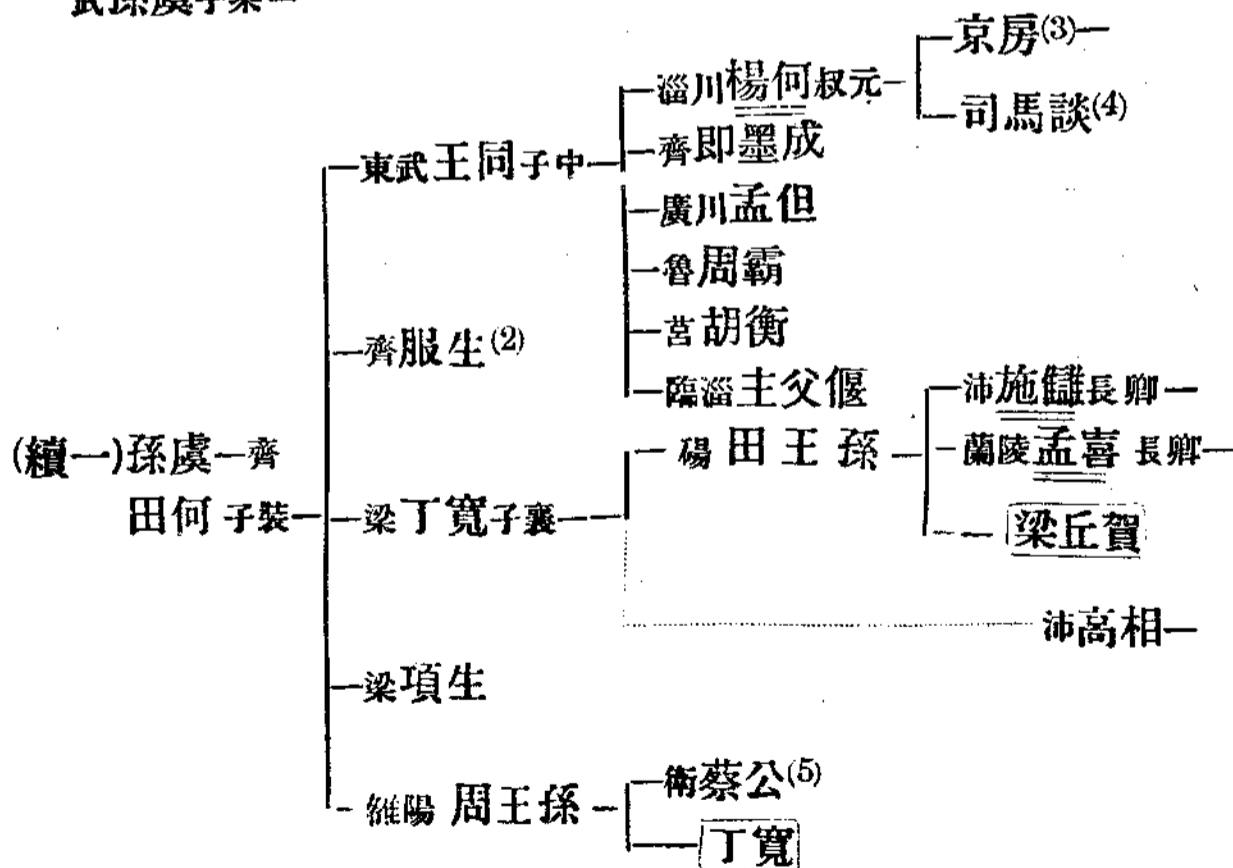 京房(3)
淄川楊何叔元
司馬談(4)
齊即墨成
東武王同子中
廣川孟但
魯周霸
齊服生(2)
莒胡衡
臨淄主父偃
沛施讎長卿
(續一)孫虞—齊
碭田王孫
蘭陵孟喜長卿
田何子裝
梁丁寬子襄
梁丘賀
沛高相
梁項生
衛蔡公(5)
雒陽周王孫
丁寬